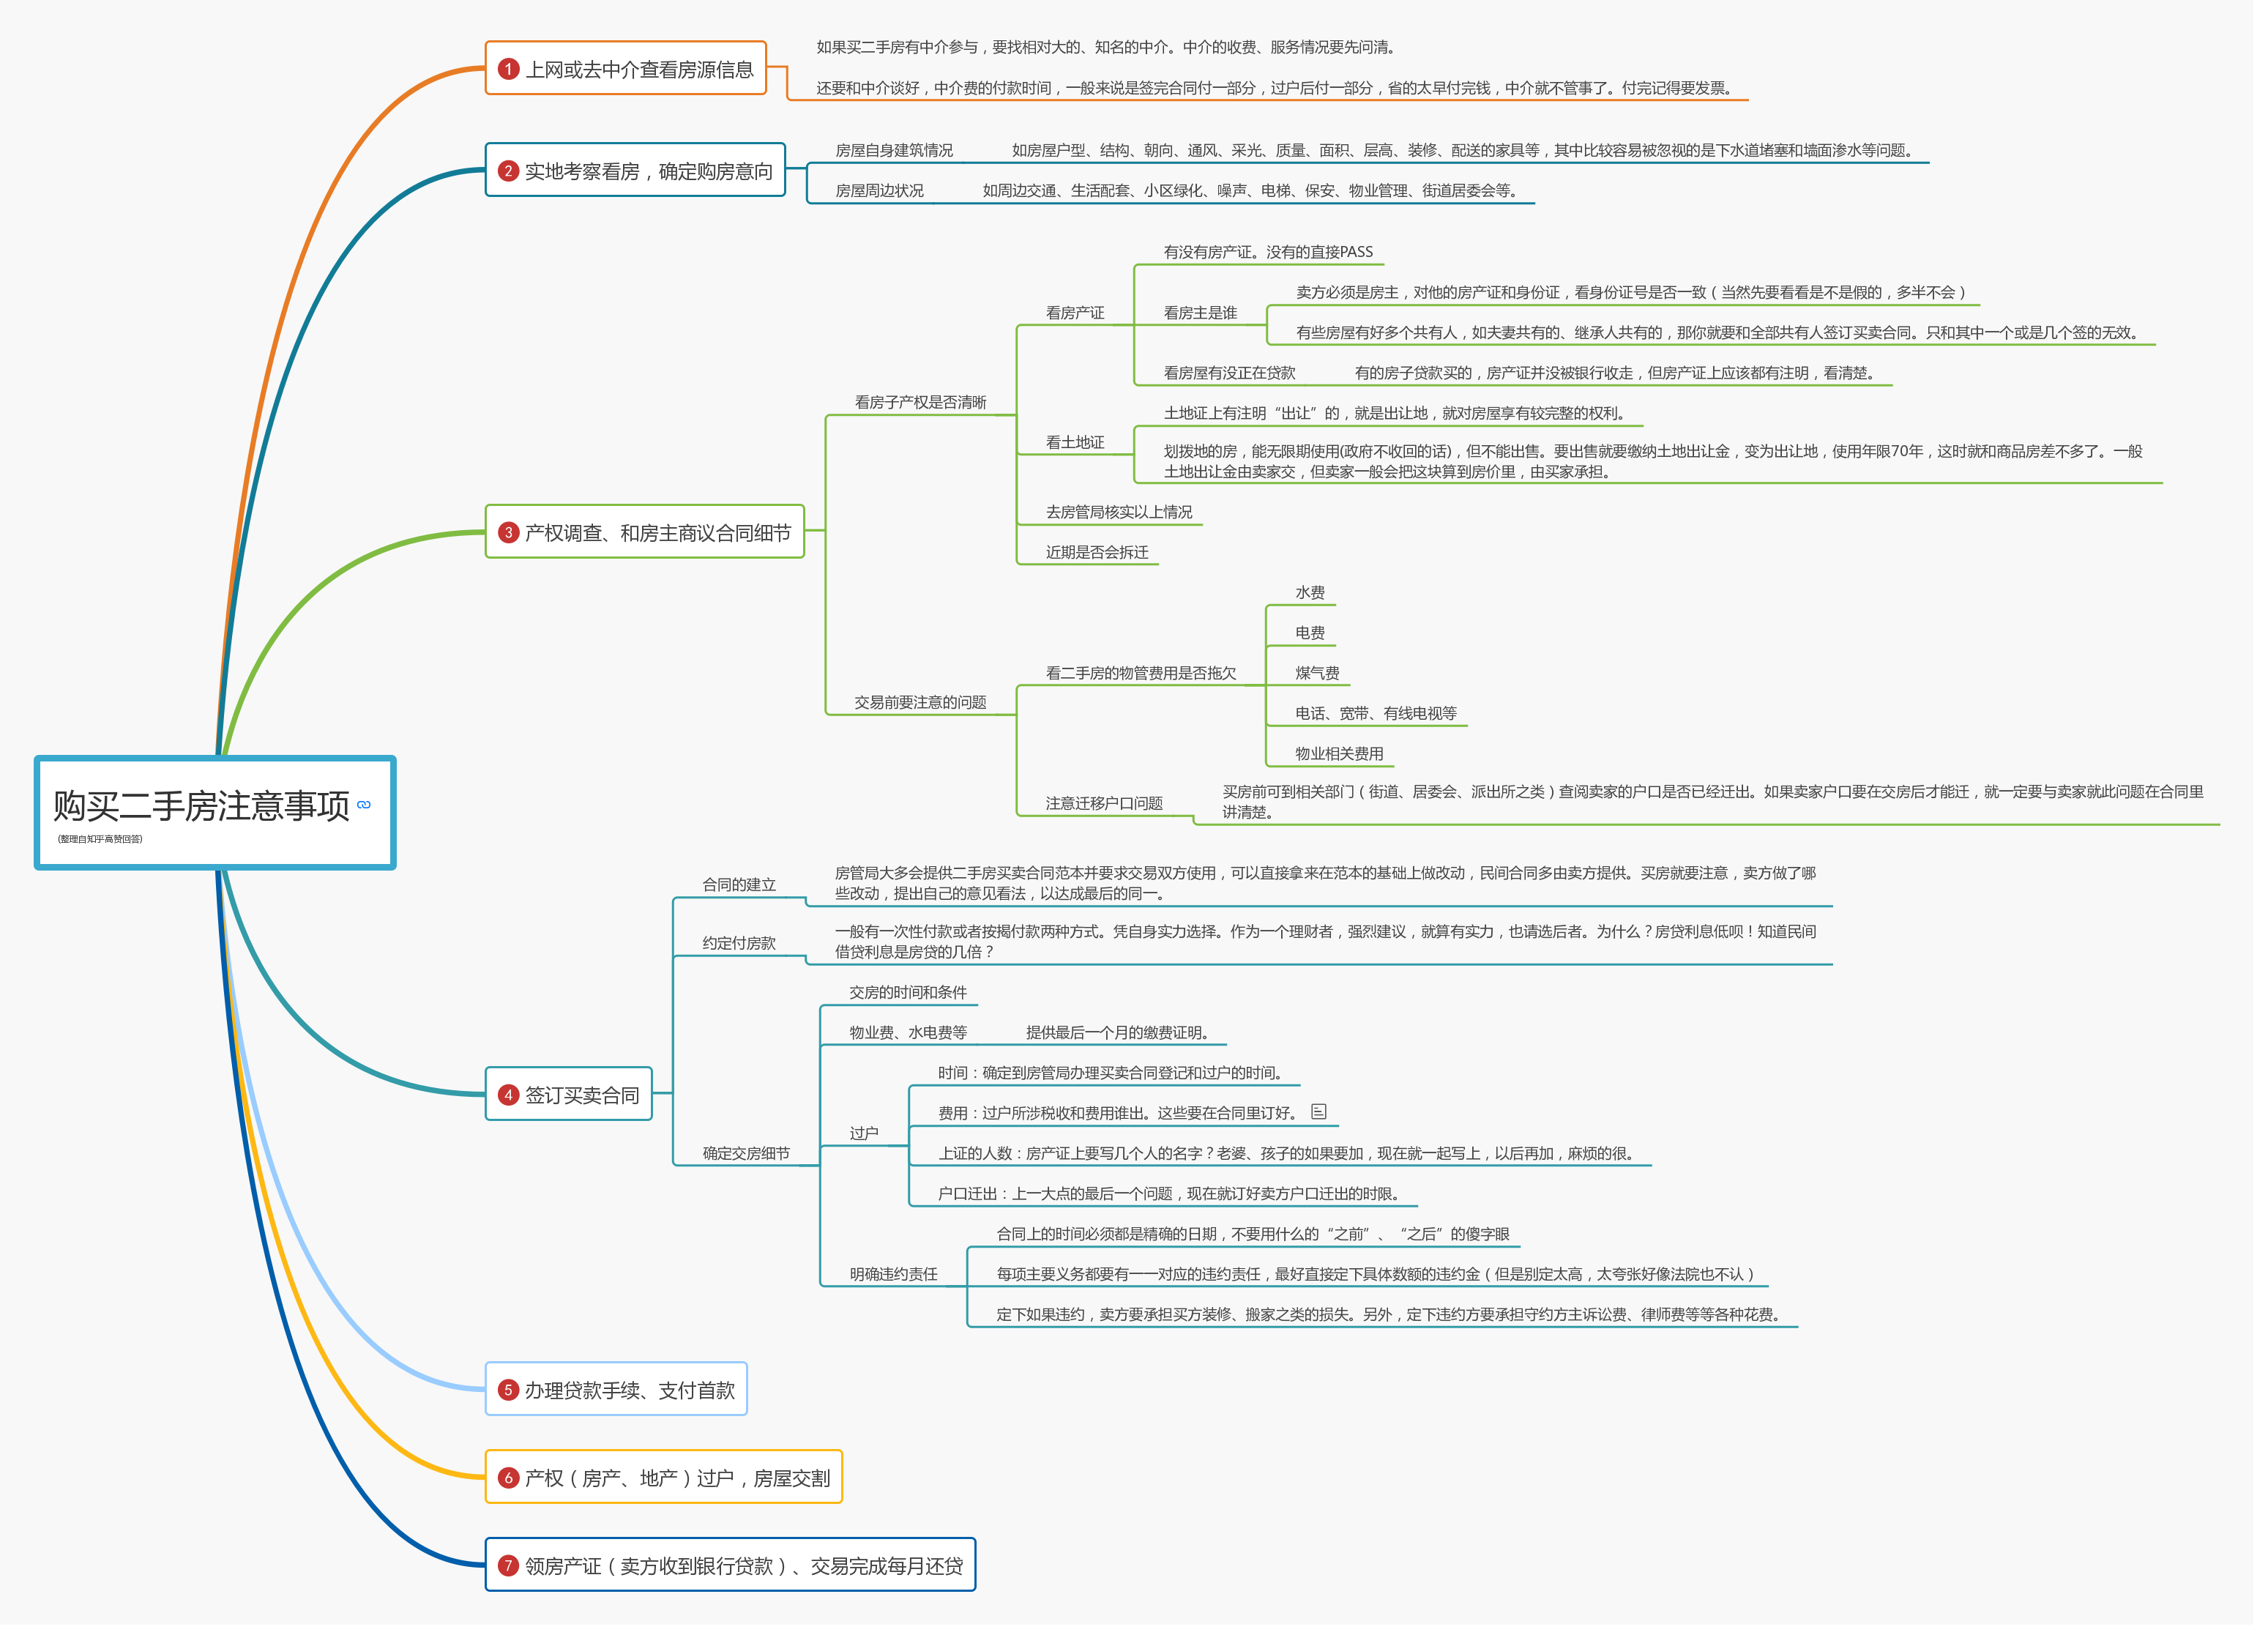 购买二手房注意事项
(整理自知乎高赞回答)
1 上网或去中介查看房源信息
如果买二手房有中介参与，要找相对大的、知名的中介。中介的收费、服务情况要先问清。
还要和中介谈好，中介费的付款时间，一般来说是签完合同付一部分，过户后付一部分，省的太早付完钱，中介就不管事了。付完记得要发票。
2 实地考察看房，确定购房意向
房屋自身建筑情况
如房屋户型、结构、朝向、通风、采光、质量、面积、层高、装修、配送的家具等，其中比较容易被忽视的是下水道堵塞和墙面渗水等问题。
房屋周边状况
如周边交通、生活配套、小区绿化、噪声、电梯、保安、物业管理、街道居委会等。
3 产权调查、和房主商议合同细节
看房子产权是否清晰
看房产证
有没有房产证。没有的直接PASS
看房主是谁
卖方必须是房主，对他的房产证和身份证，看身份证号是否一致（当然先要看看是不是假的，多半不会）
有些房屋有好多个共有人，如夫妻共有的、继承人共有的，那你就要和全部共有人签订买卖合同。只和其中一个或是几个签的无效。
看房屋有没正在贷款
有的房子贷款买的，房产证并没被银行收走，但房产证上应该都有注明，看清楚。
看土地证
土地证上有注明“出让”的，就是出让地，就对房屋享有较完整的权利。
划拨地的房，能无限期使用(政府不收回的话)，但不能出售。要出售就要缴纳土地出让金，变为出让地，使用年限70年，这时就和商品房差不多了。一般
土地出让金由卖家交，但卖家一般会把这块算到房价里，由买家承担。
去房管局核实以上情况
近期是否会拆迁
交易前要注意的问题
看二手房的物管费用是否拖欠
水费
电费
煤气费
电话、宽带、有线电视等
物业相关费用
注意迁移户口问题
买房前可到相关部门（街道、居委会、派出所之类）查阅卖家的户口是否已经迁出。如果卖家户口要在交房后才能迁，就一定要与卖家就此问题在合同里
讲清楚。
4 签订买卖合同
合同的建立
房管局大多会提供二手房买卖合同范本并要求交易双方使用，可以直接拿来在范本的基础上做改动，民间合同多由卖方提供。买房就要注意，卖方做了哪
些改动，提出自己的意见看法，以达成最后的同一。
约定付房款
一般有一次性付款或者按揭付款两种方式。凭自身实力选择。作为一个理财者，强烈建议，就算有实力，也请选后者。为什么？房贷利息低呗！知道民间
借贷利息是房贷的几倍？
确定交房细节
交房的时间和条件
物业费、水电费等
提供最后一个月的缴费证明。
过户
时间：确定到房管局办理买卖合同登记和过户的时间。
费用：过户所涉税收和费用谁出。这些要在合同里订好。
上证的人数：房产证上要写几个人的名字？老婆、孩子的如果要加，现在就一起写上，以后再加，麻烦的很。
户口迁出：上一大点的最后一个问题，现在就订好卖方户口迁出的时限。
明确违约责任
合同上的时间必须都是精确的日期，不要用什么的“之前”、“之后”的傻字眼
每项主要义务都要有一一对应的违约责任，最好直接定下具体数额的违约金（但是别定太高，太夸张好像法院也不认）
定下如果违约，卖方要承担买方装修、搬家之类的损失。另外，定下违约方要承担守约方主诉讼费、律师费等等各种花费。
5 办理贷款手续、支付首款
6 产权（房产、地产）过户，房屋交割
7 领房产证（卖方收到银行贷款）、交易完成每月还贷